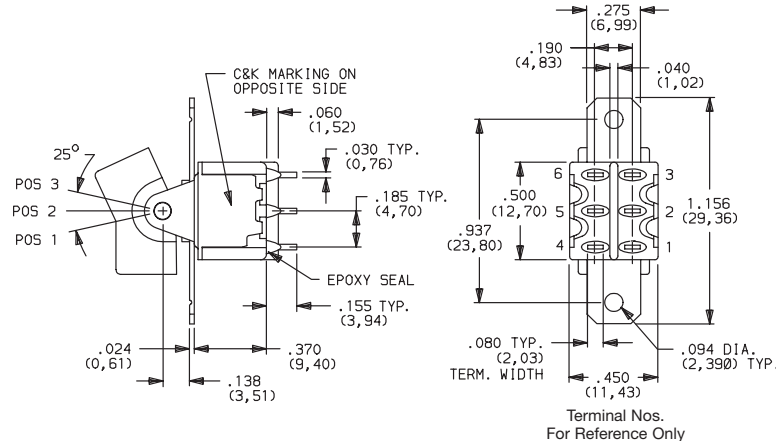 C&K MARKING ON
OPPOSITE SIDE
.060
(1,52)
.030 TYP.
(0,76)
25°
POS 3
POS 2
POS 1
.185 TYP.
(4,70)
EPOXY SEAL
.155 TYP.
(3,94)
.024
(0,61)
.370
(9,40)
.138
(3,51)
.275
(6,99)
.190
(4,83)
.040
(1,02)
6
3
5
2
4
1
.500
(12,70)
1.156
(29,36)
.937
(23,80)
.080 TYP.
(2,03)
TERM. WIDTH
.094 DIA.
(2,390) TYP.
.450
(11,43)
Terminal Nos.
For Reference Only